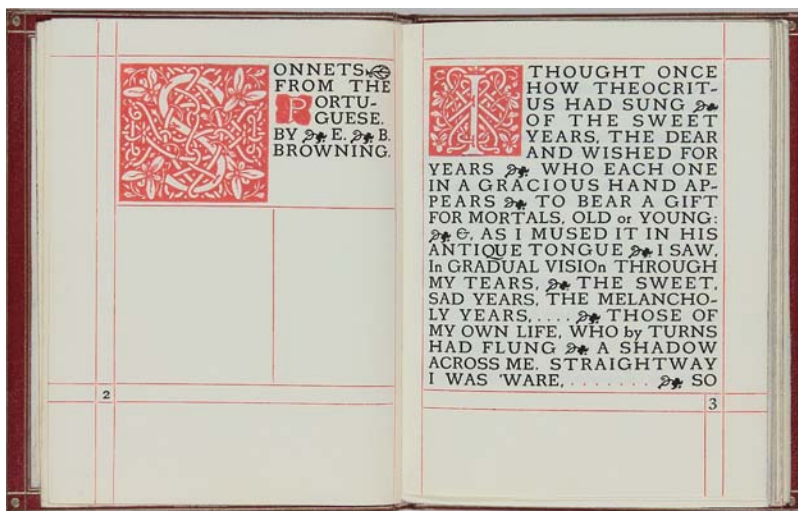 SONNETS
FROM THE
PORTU-
GUESE.
BY E. B.
BROWNING.
2
I THOUGHT ONCE
HOW THEOCRIT-
US HAD SUNG
OF THE SWEET
YEARS, THE DEAR
AND WISHED FOR
YEARS WHO EACH ONE
IN A GRACIOUS HAND AP-
PEARS TO BEAR A GIFT
FOR MORTALS, OLD or YOUNG:
&, AS I MUSED IT IN HIS
ANTIQUE TONGUE I SAW,
In GRADUAL VISIOn THROUGH
MY TEARS, THE SWEET,
SAD YEARS, THE MELANCHO-
LY YEARS,.... THOSE OF
MY OWN LIFE, WHO by TURNS
HAD FLUNG A SHADOW
ACROSS ME. STRAIGHTWAY
I WAS 'WARE, ........ SO
3